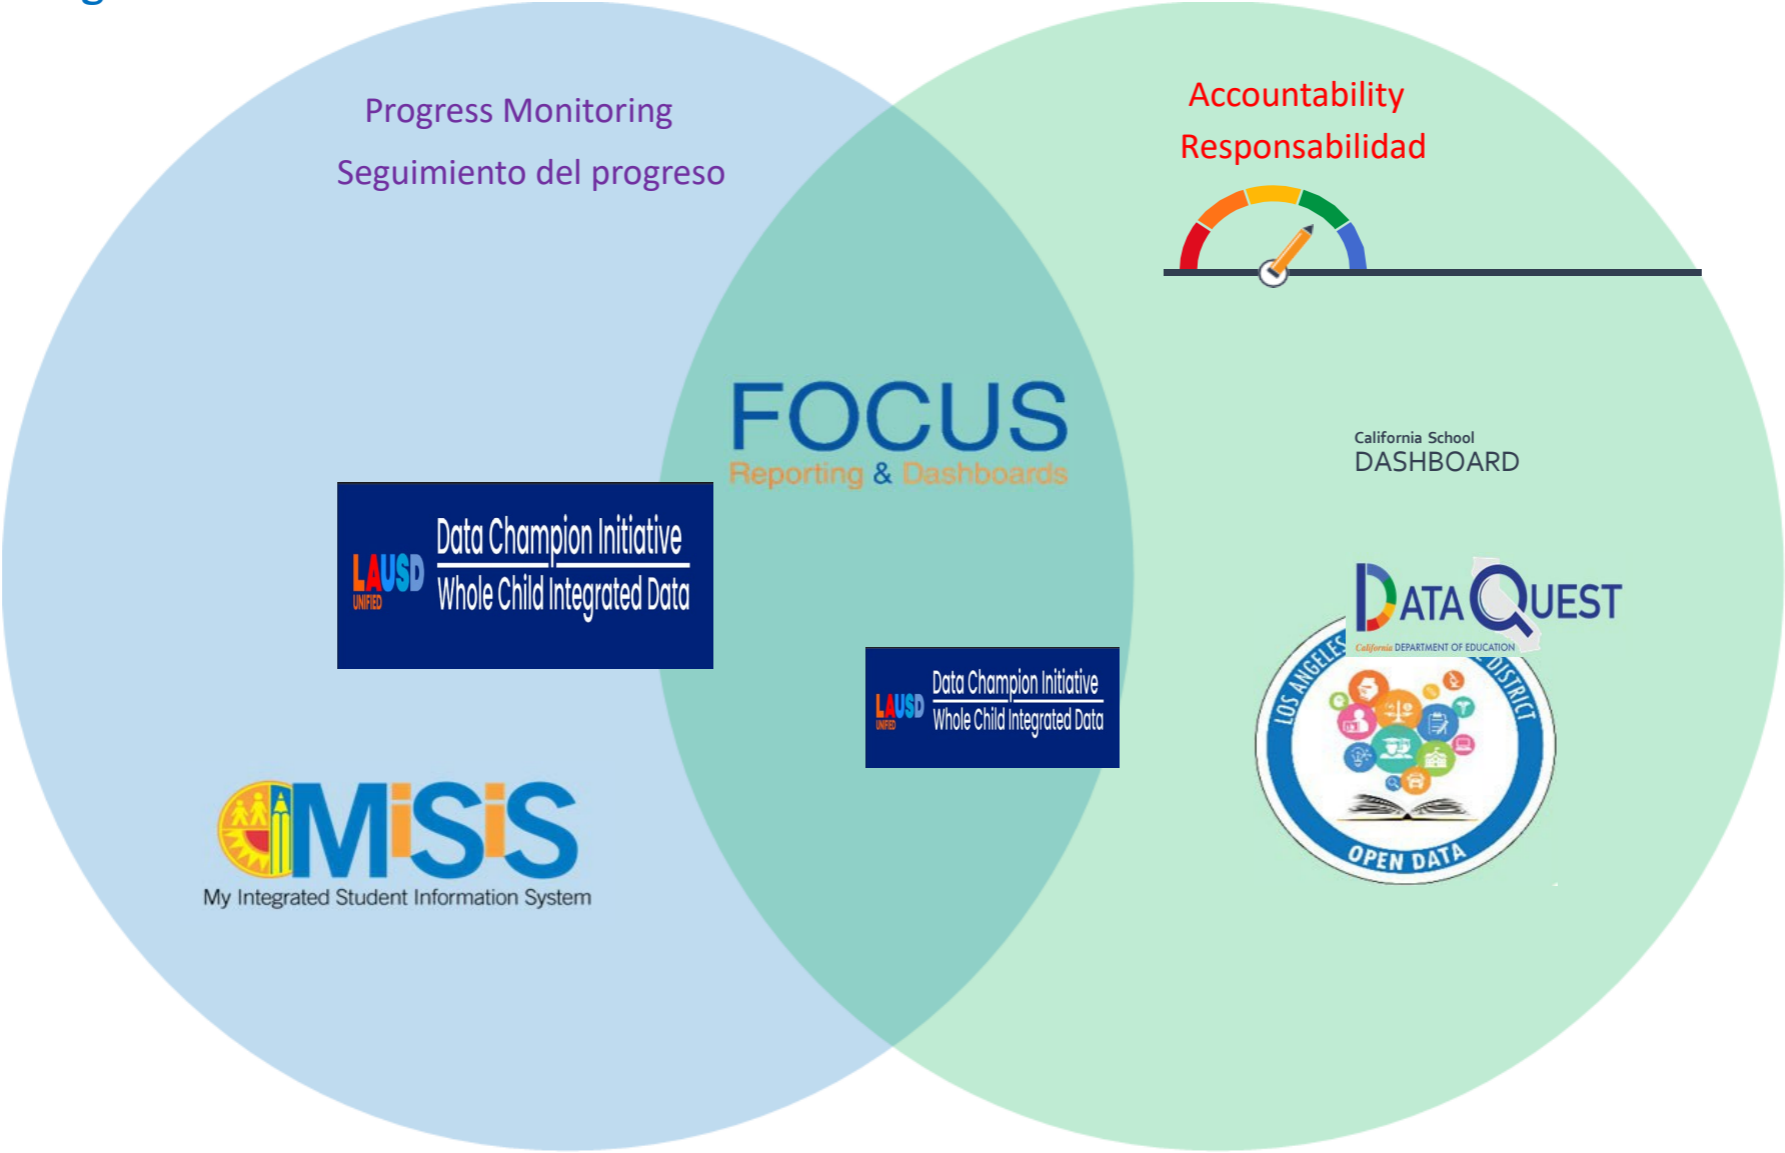 Progress Monitoring
Seguimiento del progreso
Accountability
Responsabilidad
FOCUS
Reporting & Dashboards
California School
DASHBOARD
LAUSD
UNIFIED
Data Champion Initiative
Whole Child Integrated Data
DATA QUEST
California DEPARTMENT OF EDUCATION
LAUSD
UNIFIED
Data Champion Initiative
Whole Child Integrated Data
LOS ANGELES
DISTRICT
OPEN DATA
MiSiS
My Integrated Student Information System